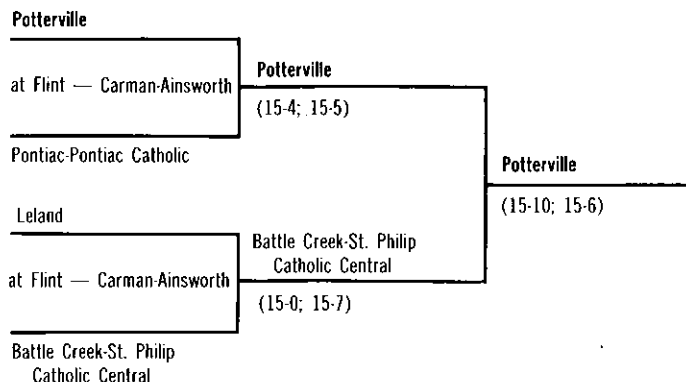 Potterville
at Flint — Carman-Ainsworth
Pontiac-Pontiac Catholic
Potterville
(15-4; 15-5)
Leland
at Flint — Carman-Ainsworth
Battle Creek-St. Philip
Catholic Central
Battle Creek-St. Philip
Catholic Central
(15-0; 15-7)
Potterville
(15-10; 15-6)